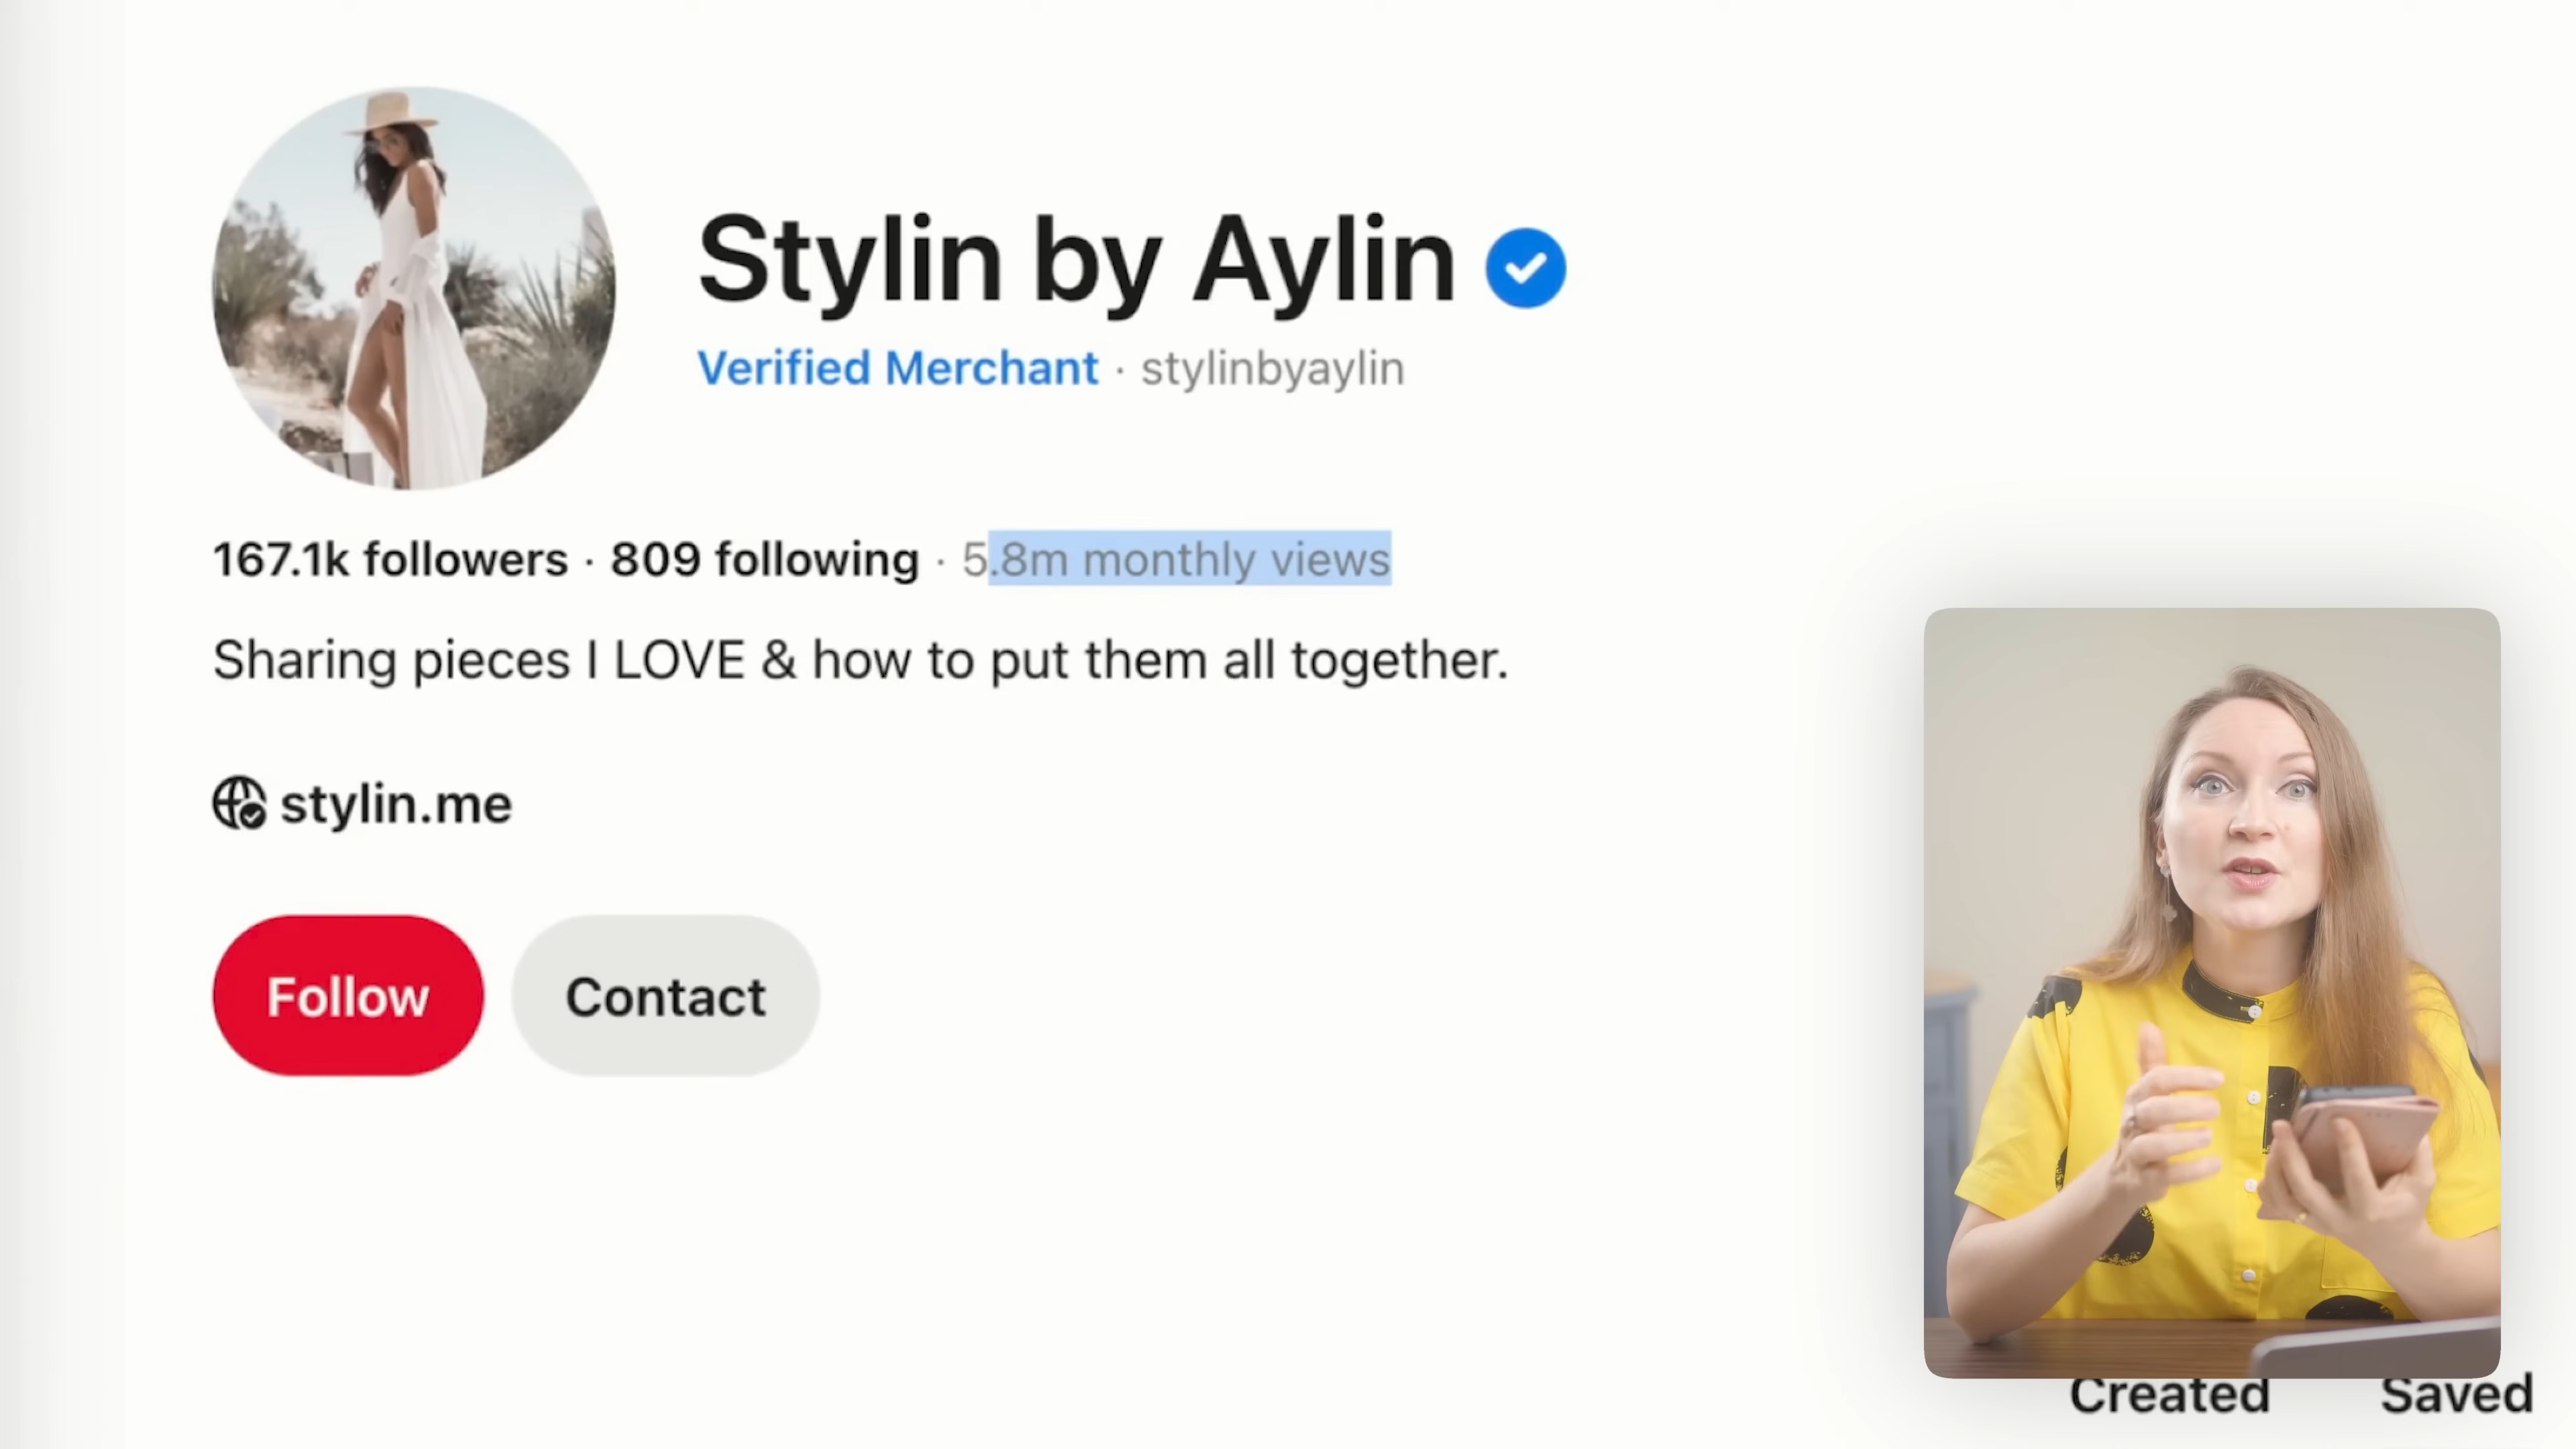 Stylin by Aylin
Verified Merchant · stylinbyaylin
167.1k followers · 809 following · 5.8m monthly views
Sharing pieces I LOVE & how to put them all together.
stylin.me
Follow
Contact
Created
Saved